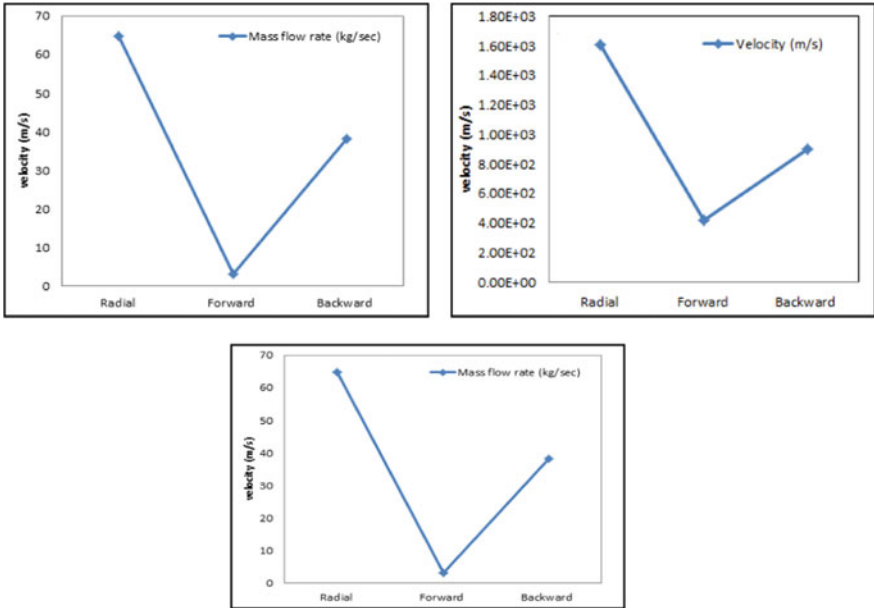 70
60
50
40
30
20
10
0
velocity (m/s)
Mass flow rate (kg/sec)
Radial Forward Backward
1.80E+03
1.60E+03
1.40E+03
1.20E+03
1.00E+03
8.00E+02
6.00E+02
4.00E+02
2.00E+02
0.00E+00
velocity (m/s)
Velocity (m/s)
Radial Forward Backward
70
60
50
40
30
20
10
0
velocity (m/s)
Mass flow rate (kg/sec)
Radial Forward Backward